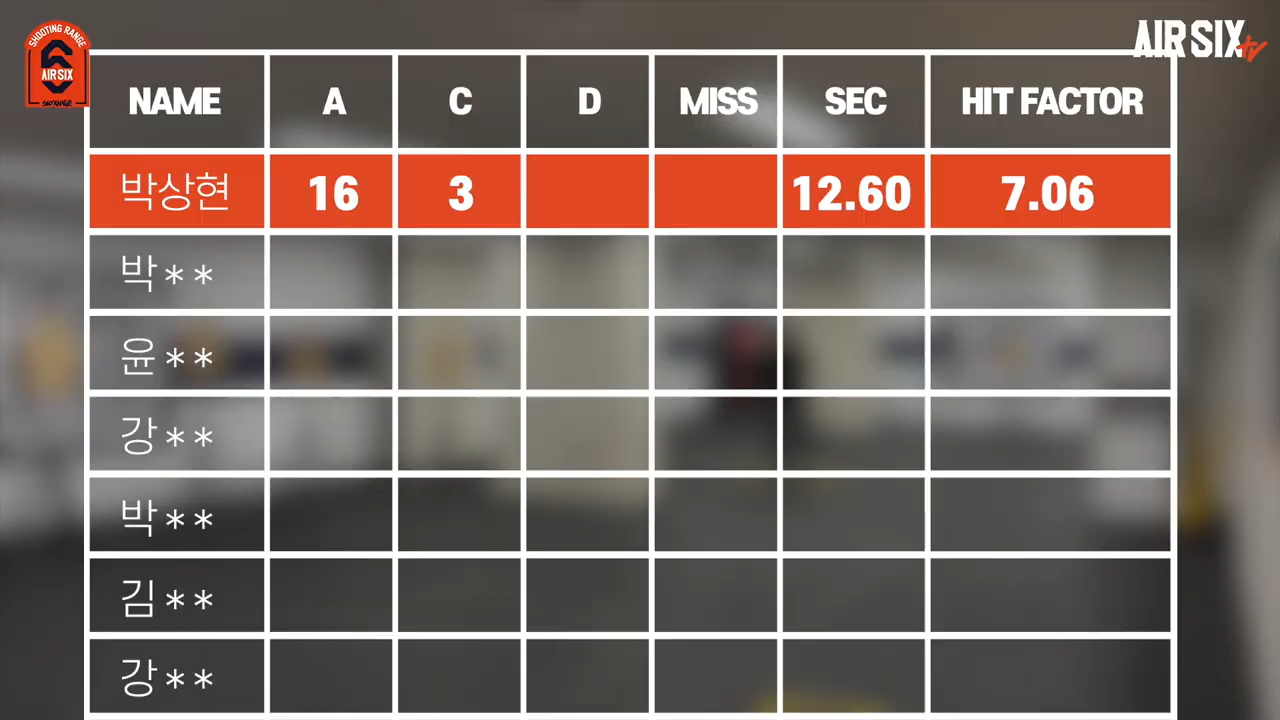 SHOOTING RANGE
AIR SIX
AIR SIX tv
NAME A C D MISS SEC HIT FACTOR
박상현 16 3 12.60 7.06
박**
윤**
강**
박**
김**
강**